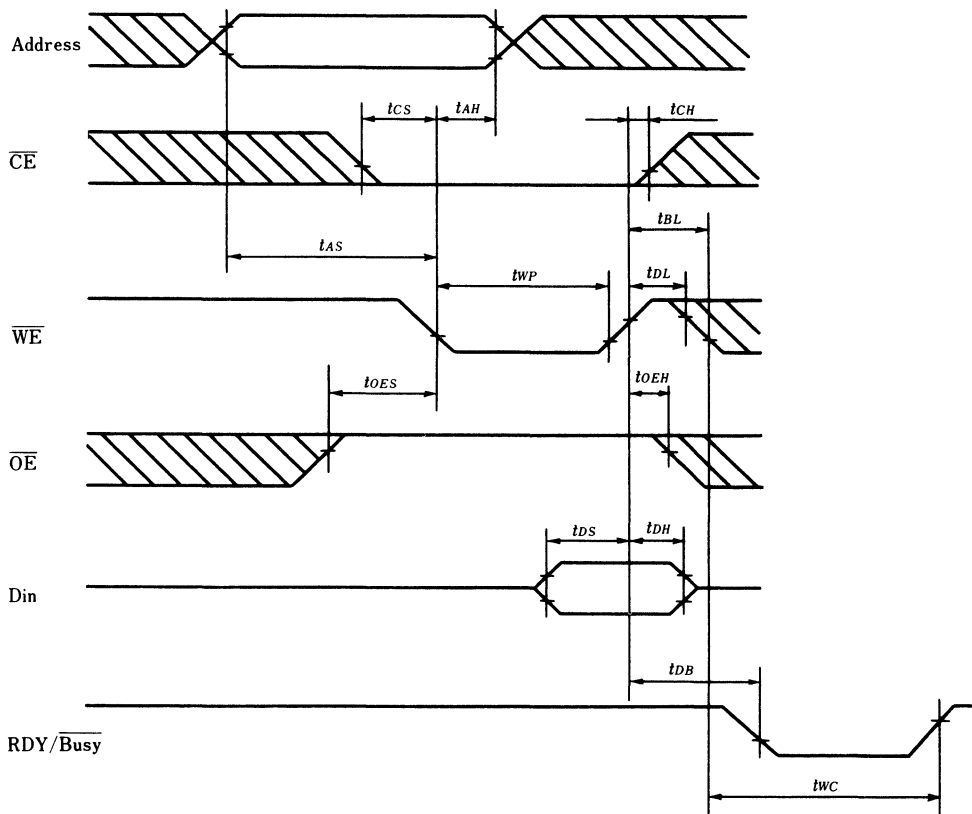 Address
tCS
tAH
tCH
CE
tBL
tAS
tWP
tDL
WE
tOES
tOEH
OE
tDS
tDH
Din
tDB
RDY/Busy
tWC